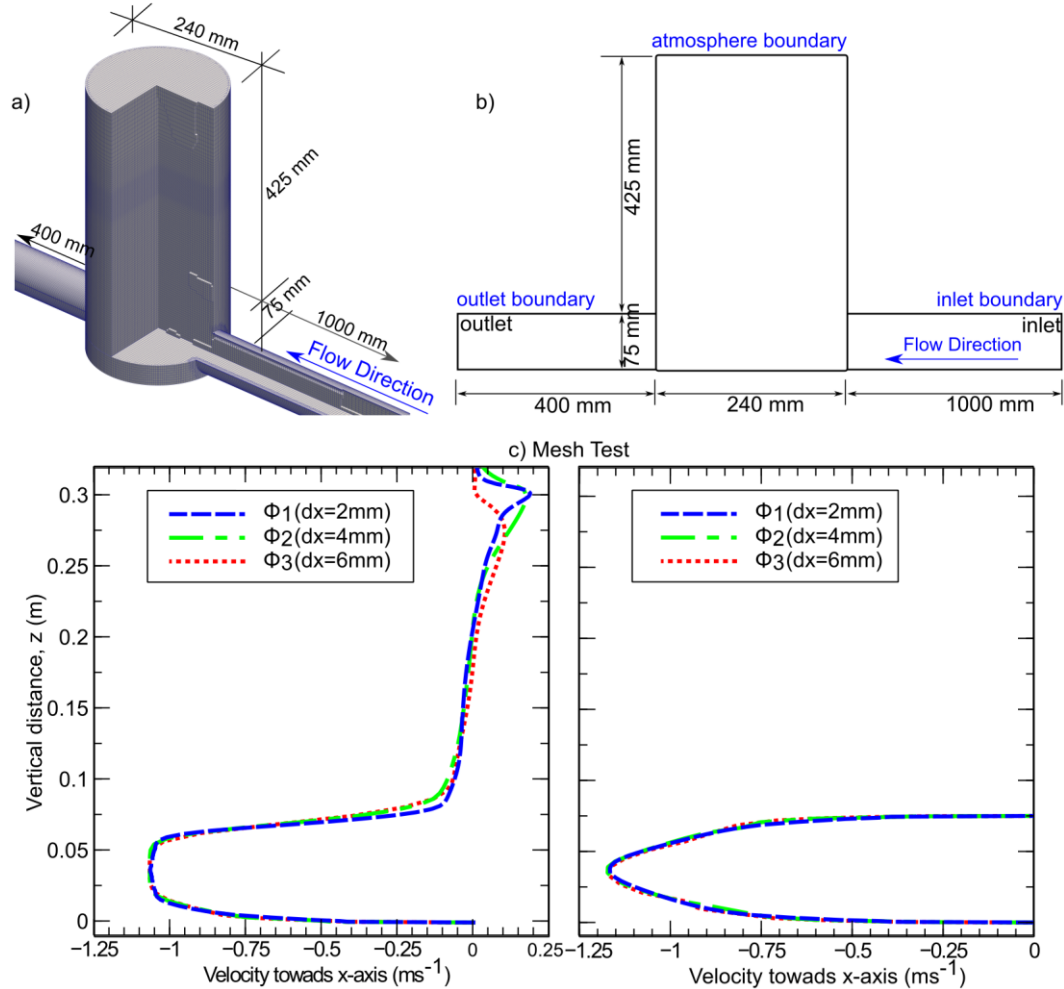 a)
240 mm
425 mm
400 mm
75 mm
1000 mm
Flow Direction
b)
atmosphere boundary
425 mm
outlet boundary
inlet boundary
outlet
75 mm
inlet
Flow Direction
400 mm
240 mm
1000 mm
c) Mesh Test
Φ1(dx=2mm)
Φ2(dx=4mm)
Φ3(dx=6mm)
Vertical distance, z (m)
0.3
0.25
0.2
0.15
0.1
0.05
0
-1.25 -1 -0.75 -0.5 -0.25 0 0.25
Velocity towads x-axis (ms-1)
Φ1(dx=2mm)
Φ2(dx=4mm)
Φ3(dx=6mm)
-1.25 -1 -0.75 -0.5 -0.25 0
Velocity towads x-axis (ms-1)